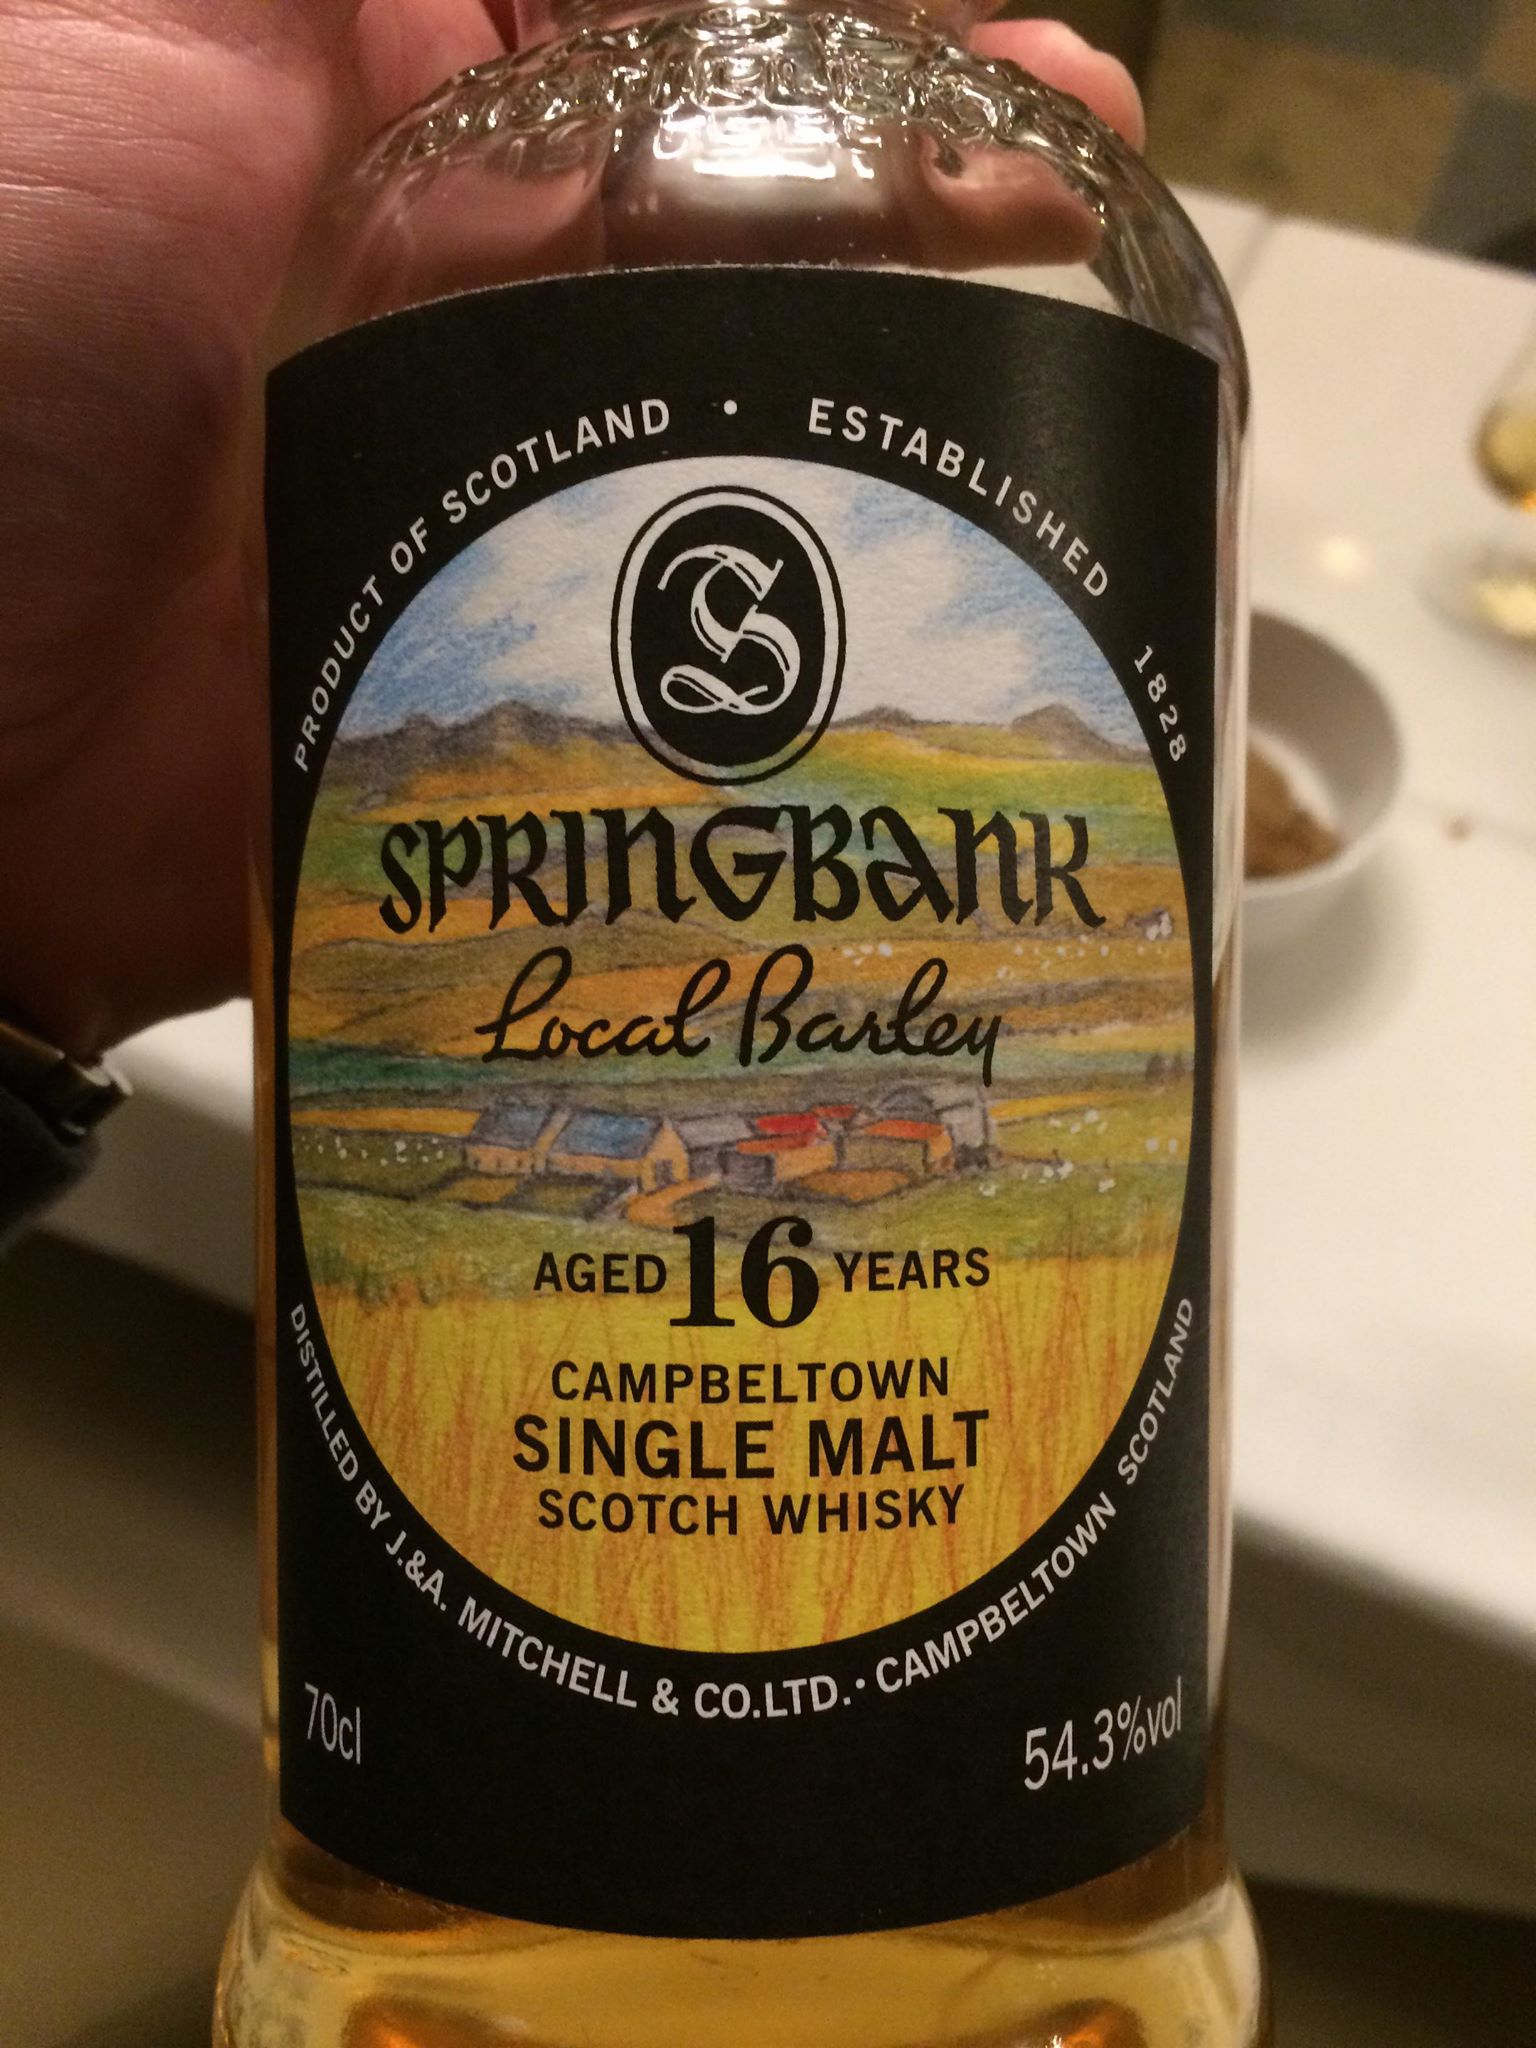 PRODUCT OF SCOTLAND • ESTABLISHED 1828
S
SPRINGBANK
Local Barley
AGED 16 YEARS
CAMPBELTOWN
SINGLE MALT
SCOTCH WHISKY
DISTILLED BY J.&A. MITCHELL & CO.LTD. • CAMPBELTOWN SCOTLAND
70cl
54.3%vol